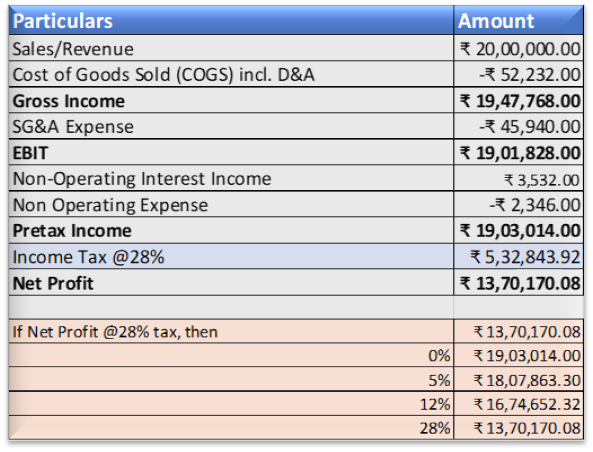 Particulars Amount
Sales/Revenue ₹ 20,00,000.00
Cost of Goods Sold (COGS) incl. D&A -₹ 52,232.00
Gross Income ₹ 19,47,768.00
SG&A Expense -₹ 45,940.00
EBIT ₹ 19,01,828.00
Non-Operating Interest Income ₹ 3,532.00
Non Operating Expense -₹ 2,346.00
Pretax Income ₹ 19,03,014.00
Income Tax @28% ₹ 5,32,843.92
Net Profit ₹ 13,70,170.08
If Net Profit @28% tax, then ₹ 13,70,170.08
0% ₹ 19,03,014.00
5% ₹ 18,07,863.30
12% ₹ 16,74,652.32
28% ₹ 13,70,170.08